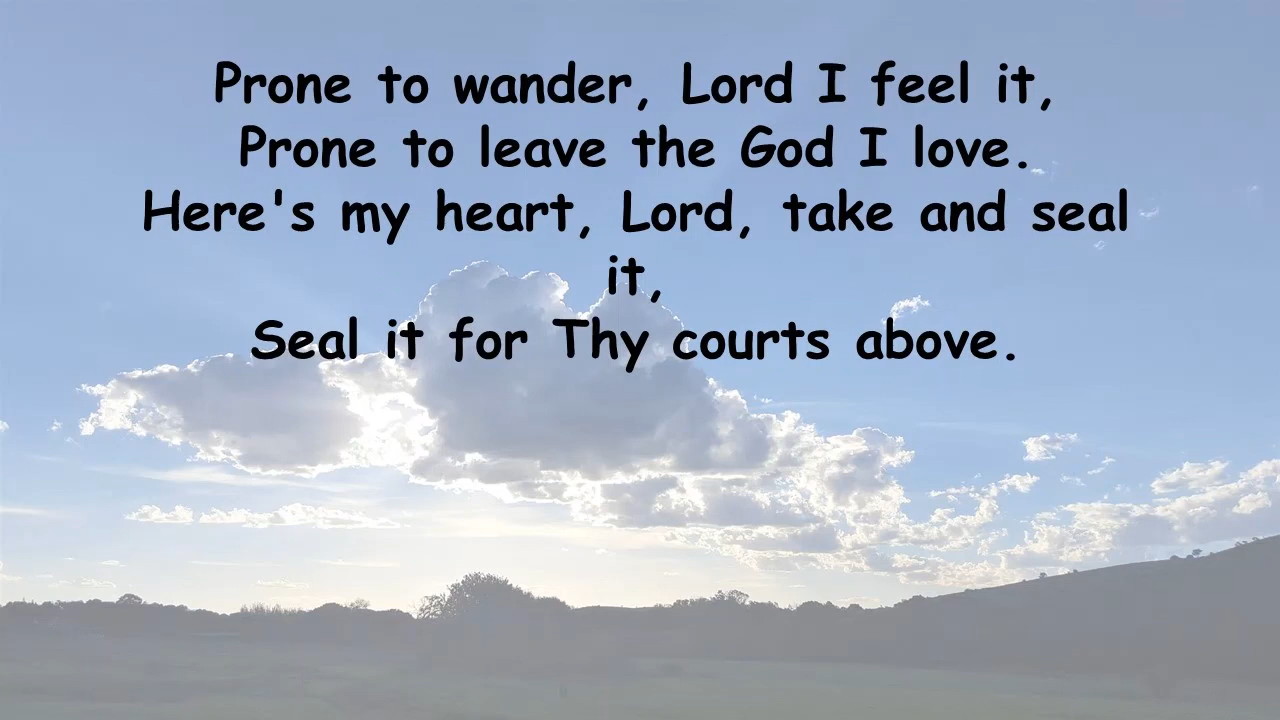 Prone to wander, Lord I feel it,
Prone to leave the God I love.
Here's my heart, Lord, take and seal
it,
Seal it for Thy courts above.